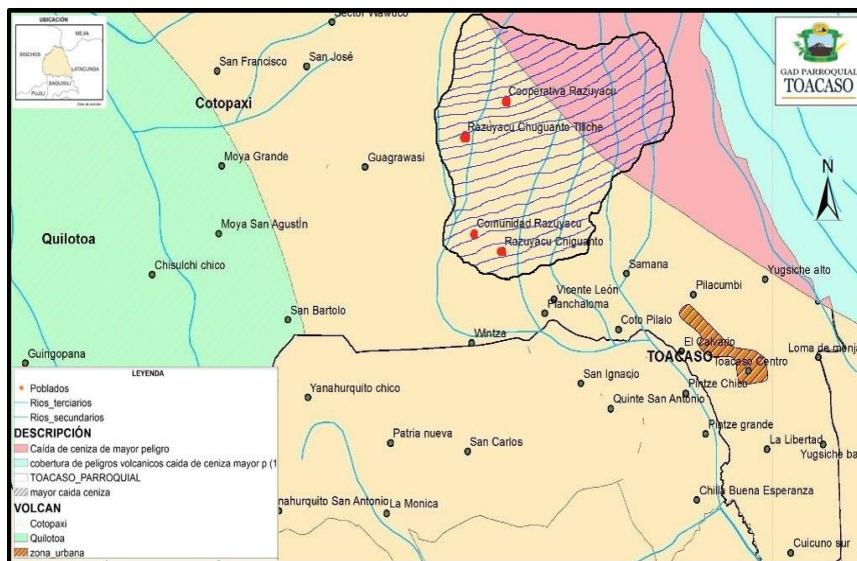 UBICACIÓN
MEJIA
SIGCHOS
LATACUNGA
SAQUISILI
PUJILI
Sector Wawuco
San José
San Francisco
Cotopaxi
GAD PARROQUIAL
TOACASO
Cooperativa Razuyacu
Razuyacu Chuguanto Tiliche
Moya Grande
Guagrawasi
N
Quilotoa
Moya San Agustín
Comunidad Razuyacu
Razuyacu Chiguanto
Chisulchi chico
Samana
Yugsiche alto
Vicente León
Pilacumbi
Planchaloma
San Bartolo
Coto Pilalo
Wintza
El Calvario
TOACASO
Toacaso Centro
Loma de monja
Guingopana
San Ignacio
Pintze Chico
Yanahurquito chico
Quinte San Antonio
Patria nueva
San Carlos
Pintze grande
La Libertad
Yugsiche ba
nahurquito San Antonio
La Monica
Chilla Buena Esperanza
Cuicuno sur
LEYENDA
Poblados
Rios_terciarios
Rios_secundarios
DESCRIPCIÓN
Caída de ceniza de mayor peligro
cobertura de peligros volcanicos caida de ceniza mayor p (1
TOACASO_PARROQUIAL
mayor caida ceniza
VOLCAN
Cotopaxi
Quilotoa
zona_urbana